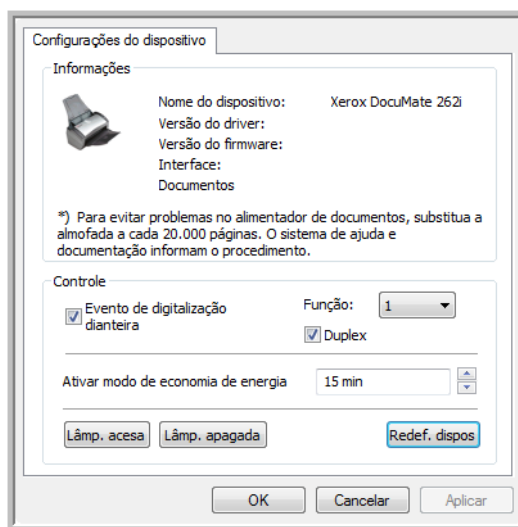 Configurações do dispositivo
Informações
Nome do dispositivo: Xerox DocuMate 262i
Versão do driver:
Versão do firmware:
Interface:
Documentos
*) Para evitar problemas no alimentador de documentos, substitua a
almofada a cada 20.000 páginas. O sistema de ajuda e
documentação informam o procedimento.
Controle
Evento de digitalização
dianteira
Função: 1
Duplex
Ativar modo de economia de energia 15 min
Lâmp. acesa Lâmp. apagada Redef. dispos
OK Cancelar Aplicar